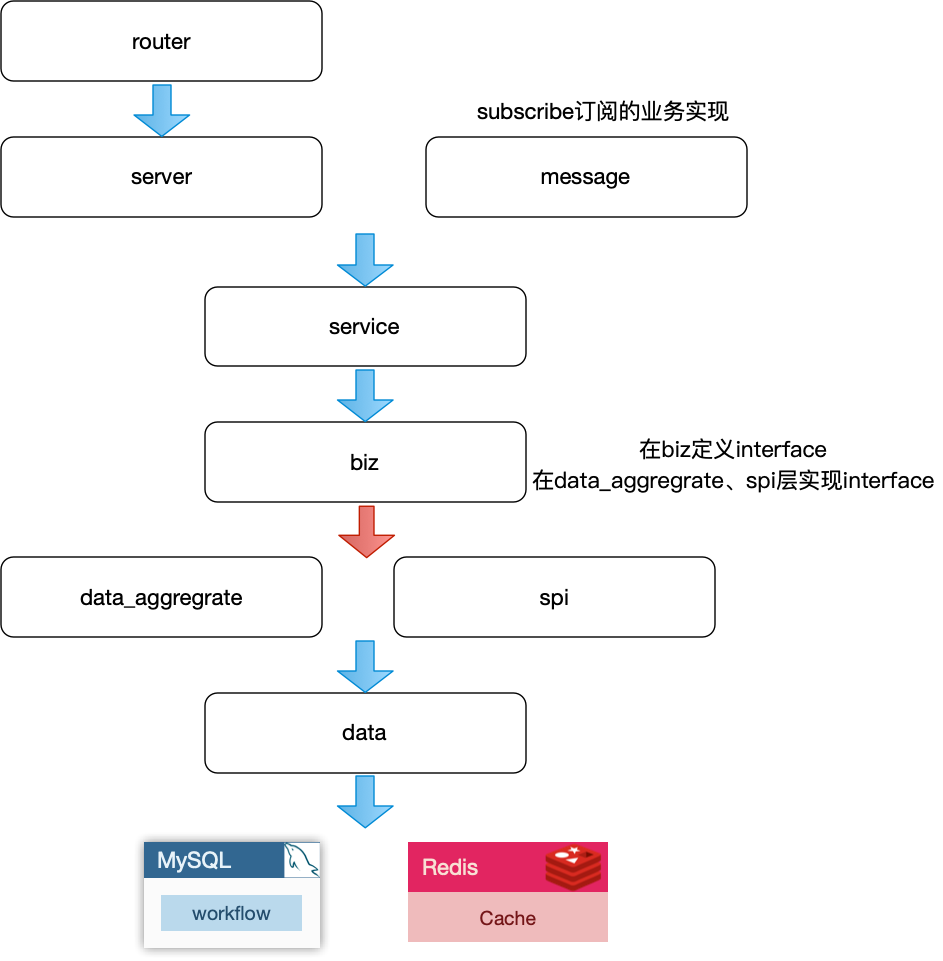 router
subscribe订阅的业务实现
server
message
service
biz
在biz定义interface
在data_aggregrate、spi层实现interface
data_aggregrate
spi
data
MySQL
Redis
workflow
Cache